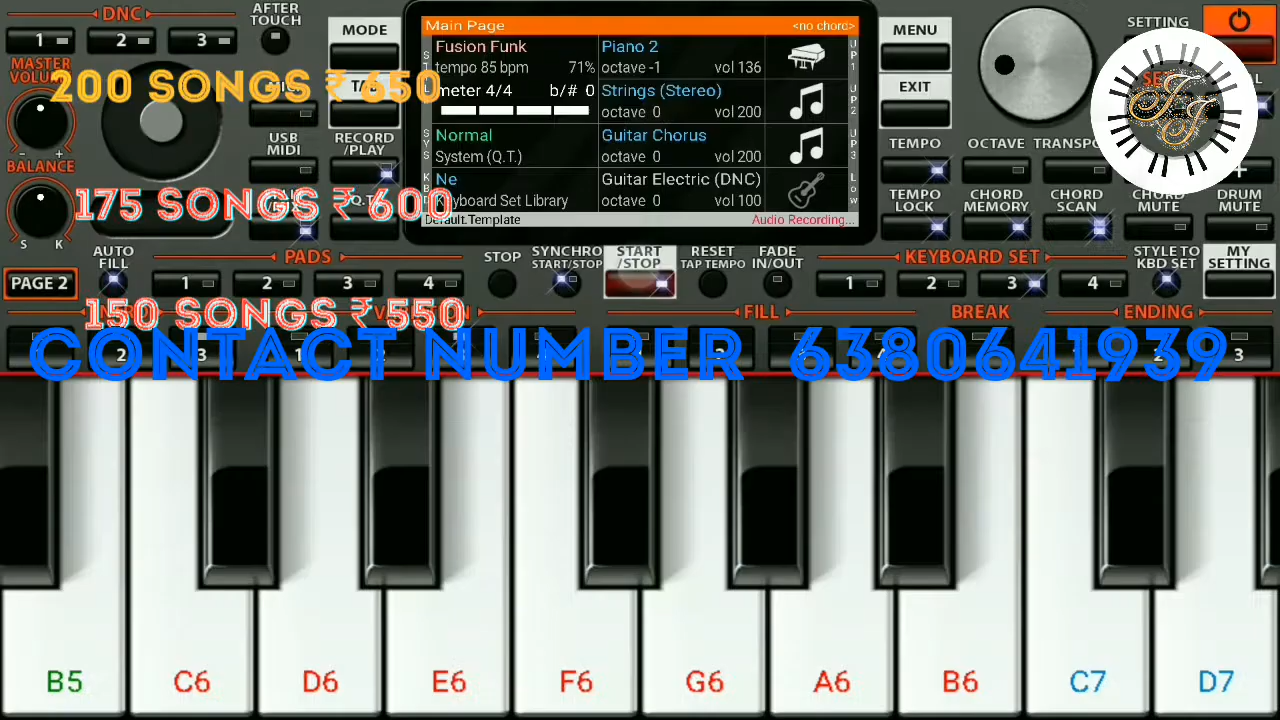 DNC
AFTER TOUCH
1 2 3
MODE
MASTER VOLUME
200 SONGS ₹ 650
BALANCE
USB MIDI
RECORD /PLAY
175 SONGS ₹ 600
S K
Main Page <no chord>
Fusion Funk Piano 2
tempo 85 bpm 71% octave -1 vol 136
meter 4/4 b/# 0 Strings (Stereo)
octave 0 vol 200
Normal Guitar Chorus
System (Q.T.) octave 0 vol 200
Ne Guitar Electric (DNC)
Keyboard Set Library octave 0 vol 100
Default.Template Audio Recording...
UP1
UP2
UP3
Low
MENU
EXIT
SETTING
TEMPO OCTAVE
TEMPO LOCK CHORD MEMORY CHORD SCAN CHORD MUTE DRUM MUTE
PAGE 2
AUTO FILL
PADS
1 2 3 4
STOP
SYNCHRO START/STOP
START /STOP
RESET TAP TEMPO
FADE IN/OUT
KEYBOARD SET
1 2 3 4
STYLE TO KBD SET
MY SETTING
150 SONGS ₹ 550
FILL BREAK ENDING
CONTACT NUMBER 6380641939
B5 C6 D6 E6 F6 G6 A6 B6 C7 D7